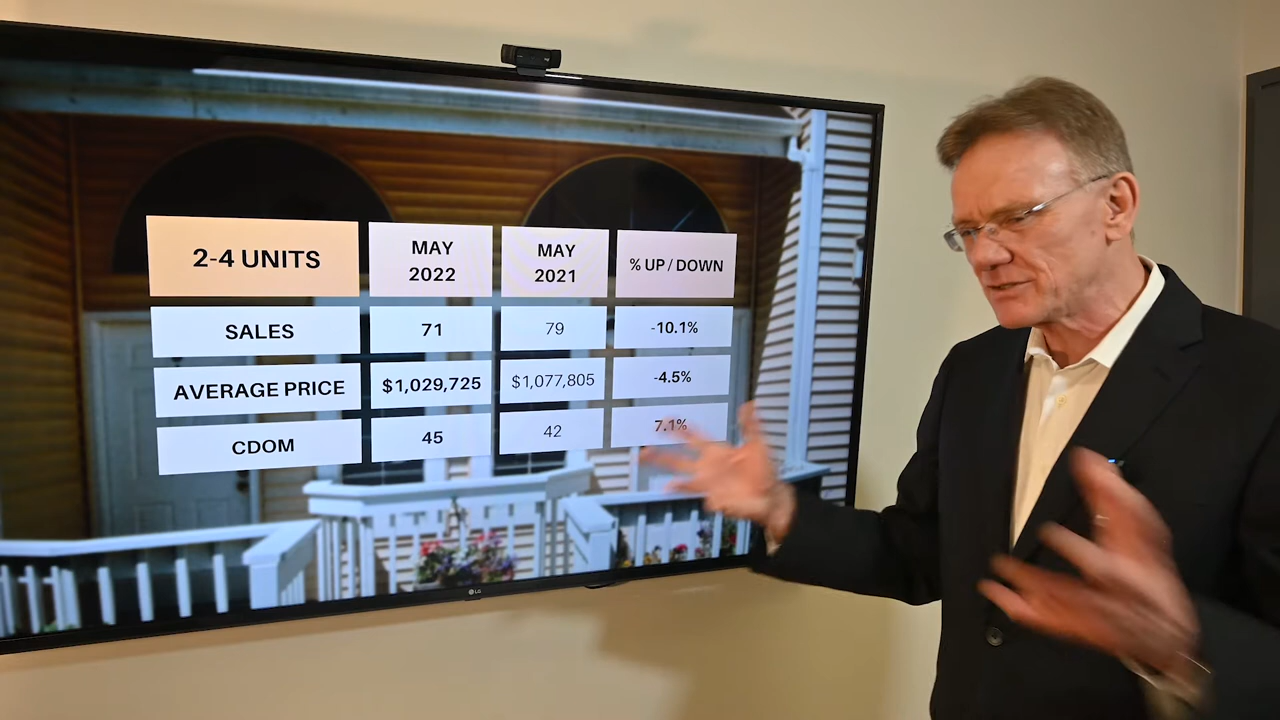 2-4 UNITS
MAY
2022
MAY
2021
% UP / DOWN
SALES
71
79
-10.1%
AVERAGE PRICE
$1,029,725
$1,077,805
-4.5%
CDOM
45
42
7.1%
LG